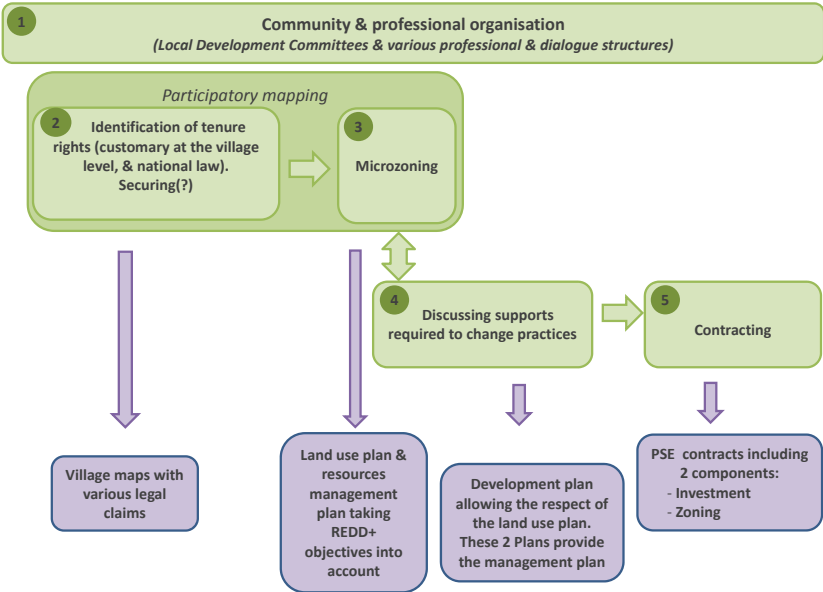 1
Community & professional organisation
(Local Development Committees & various professional & dialogue structures)
Participatory mapping
2
Identification of tenure
rights (customary at the village
level, & national law).
Securing(?)
3
Microzoning
4
Discussing supports
required to change practices
5
Contracting
Village maps with
various legal
claims
Land use plan &
resources
management
plan taking
REDD+
objectives into
account
Development plan
allowing the respect of
the land use plan.
These 2 Plans provide
the management plan
PSE contracts including
2 components:
- Investment
- Zoning